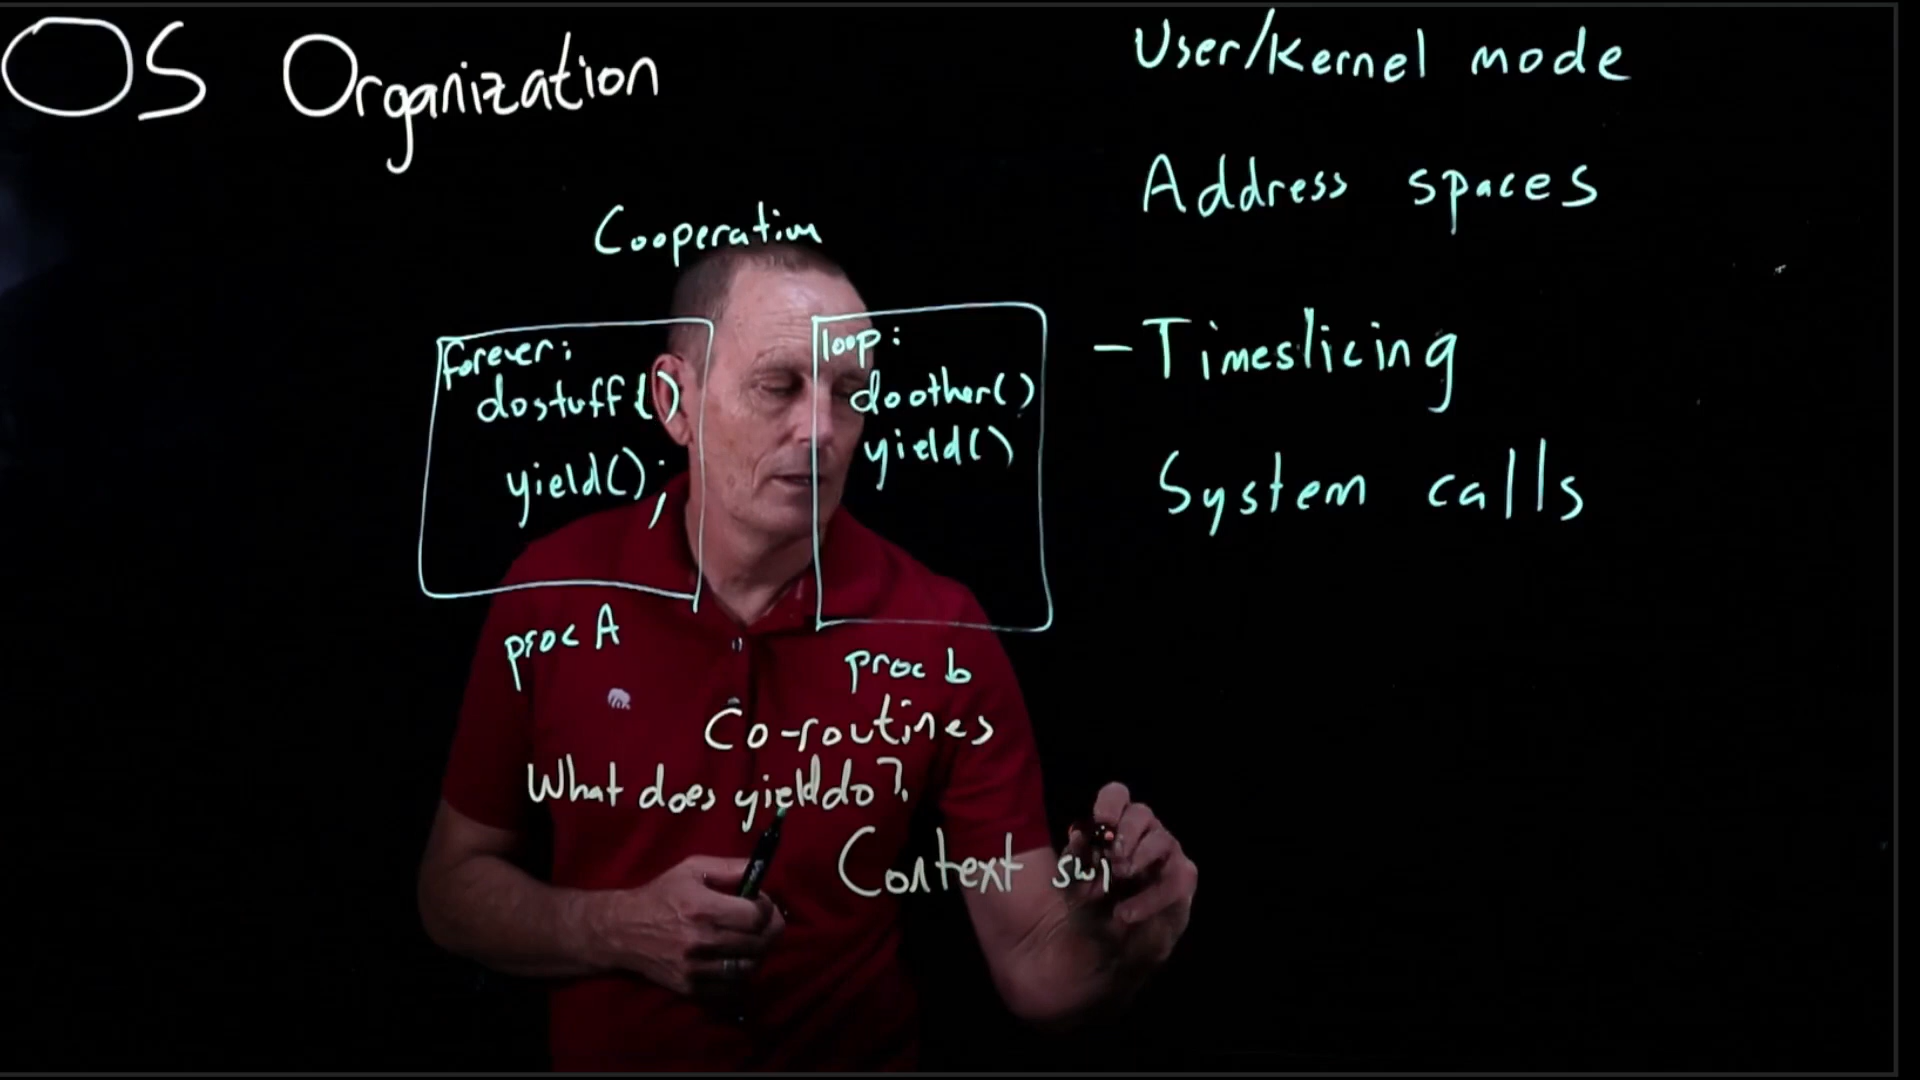 OS Organization
User/Kernel mode
Address spaces
Cooperation
forever:
dostuff()
yield();
proc A
loop:
doother()
yield()
proc b
- Timeslicing
System calls
Co-routines
What does yield do?
Context swi